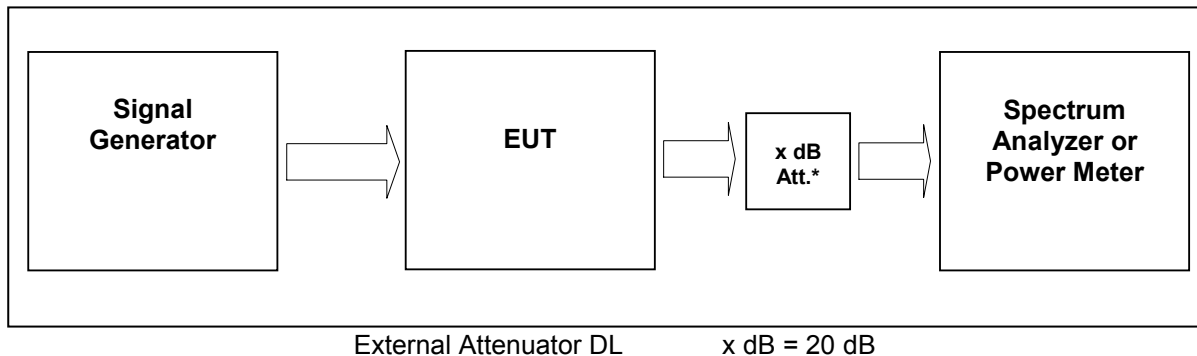 Signal
Generator
EUT
x dB
Att.*
Spectrum
Analyzer or
Power Meter
External Attenuator DL x dB = 20 dB